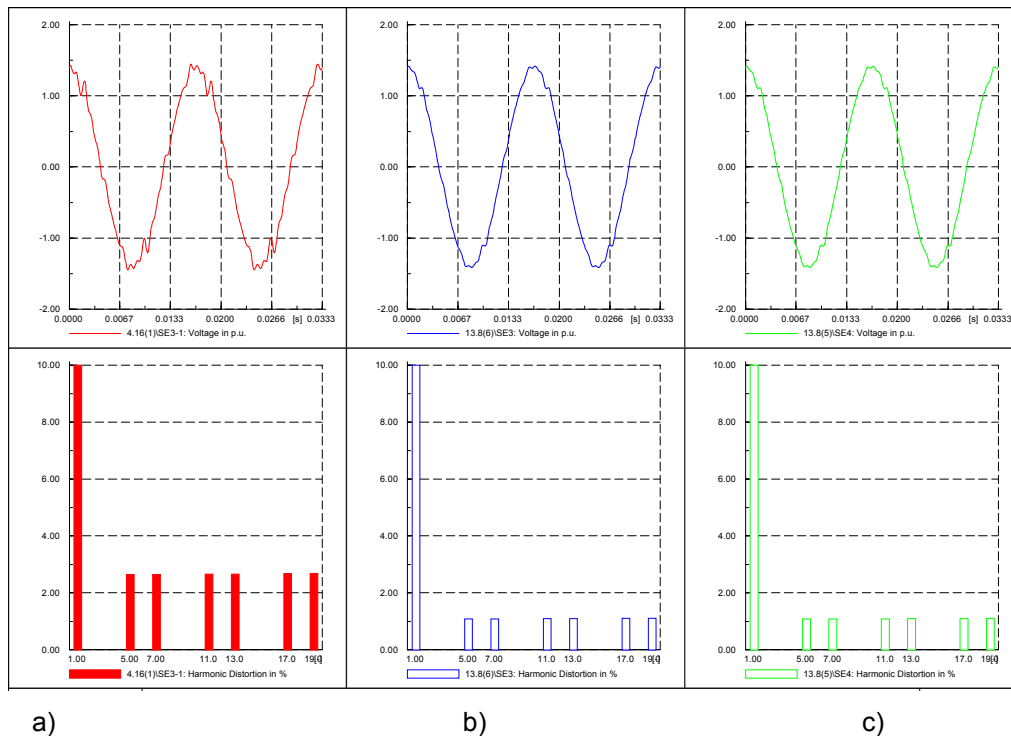 2.00 2.00 2.00
1.00 1.00 1.00
0.00 0.00 0.00
-1.00 -1.00 -1.00
-2.00 -2.00 -2.00
0.0000 0.0067 0.0133 0.0200 0.0266 [s] 0.0333 0.0000 0.0067 0.0133 0.0200 0.0266 [s] 0.0333 0.0000 0.0067 0.0133 0.0200 0.0266 [s] 0.0333
4.16(1)\SE3-1: Voltage in p.u. 13.8(6)\SE3: Voltage in p.u. 13.8(5)\SE4: Voltage in p.u.
10.00 10.00 10.00
8.00 8.00 8.00
6.00 6.00 6.00
4.00 4.00 4.00
2.00 2.00 2.00
0.00 0.00 0.00
1.00 5.00 7.00 11.0 13.0 17.0 19.[-] 1.00 5.00 7.00 11.0 13.0 17.0 19.[-] 1.00 5.00 7.00 11.0 13.0 17.0 19.[-]
4.16(1)\SE3-1: Harmonic Distortion in % 13.8(6)\SE3: Harmonic Distortion in % 13.8(5)\SE4: Harmonic Distortion in %
a) b) c)